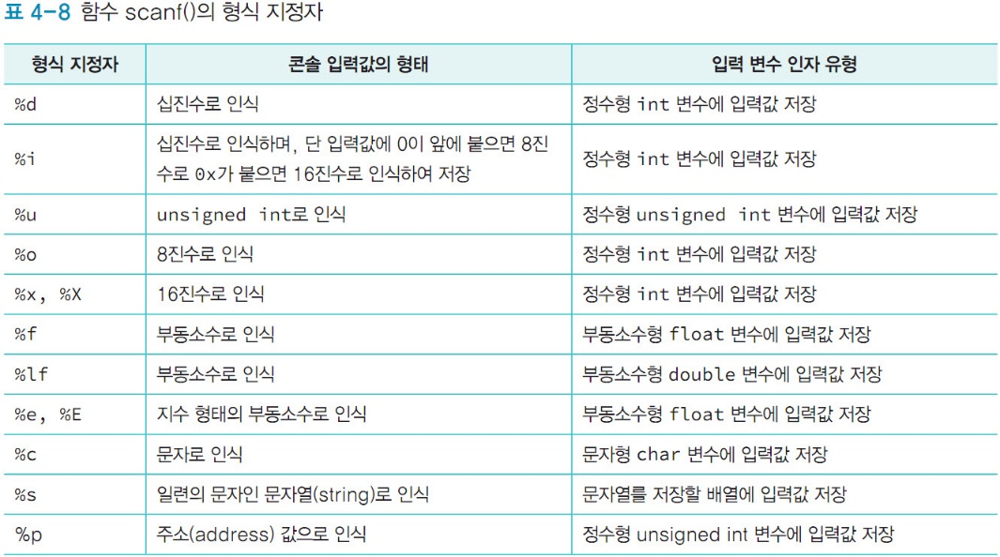 표 4-8 함수 scanf()의 형식 지정자
형식 지정자 콘솔 입력값의 형태 입력 변수 인자 유형
%d 십진수로 인식 정수형 int 변수에 입력값 저장
%i 십진수로 인식하며, 단 입력값에 0이 앞에 붙으면 8진
수로 0x가 붙으면 16진수로 인식하여 저장 정수형 int 변수에 입력값 저장
%u unsigned int로 인식 정수형 unsigned int 변수에 입력값 저장
%o 8진수로 인식 정수형 int 변수에 입력값 저장
%x, %X 16진수로 인식 정수형 int 변수에 입력값 저장
%f 부동소수로 인식 부동소수형 float 변수에 입력값 저장
%lf 부동소수로 인식 부동소수형 double 변수에 입력값 저장
%e, %E 지수 형태의 부동소수로 인식 부동소수형 float 변수에 입력값 저장
%c 문자로 인식 문자형 char 변수에 입력값 저장
%s 일련의 문자인 문자열(string)로 인식 문자열를 저장할 배열에 입력값 저장
%p 주소(address) 값으로 인식 정수형 unsigned int 변수에 입력값 저장